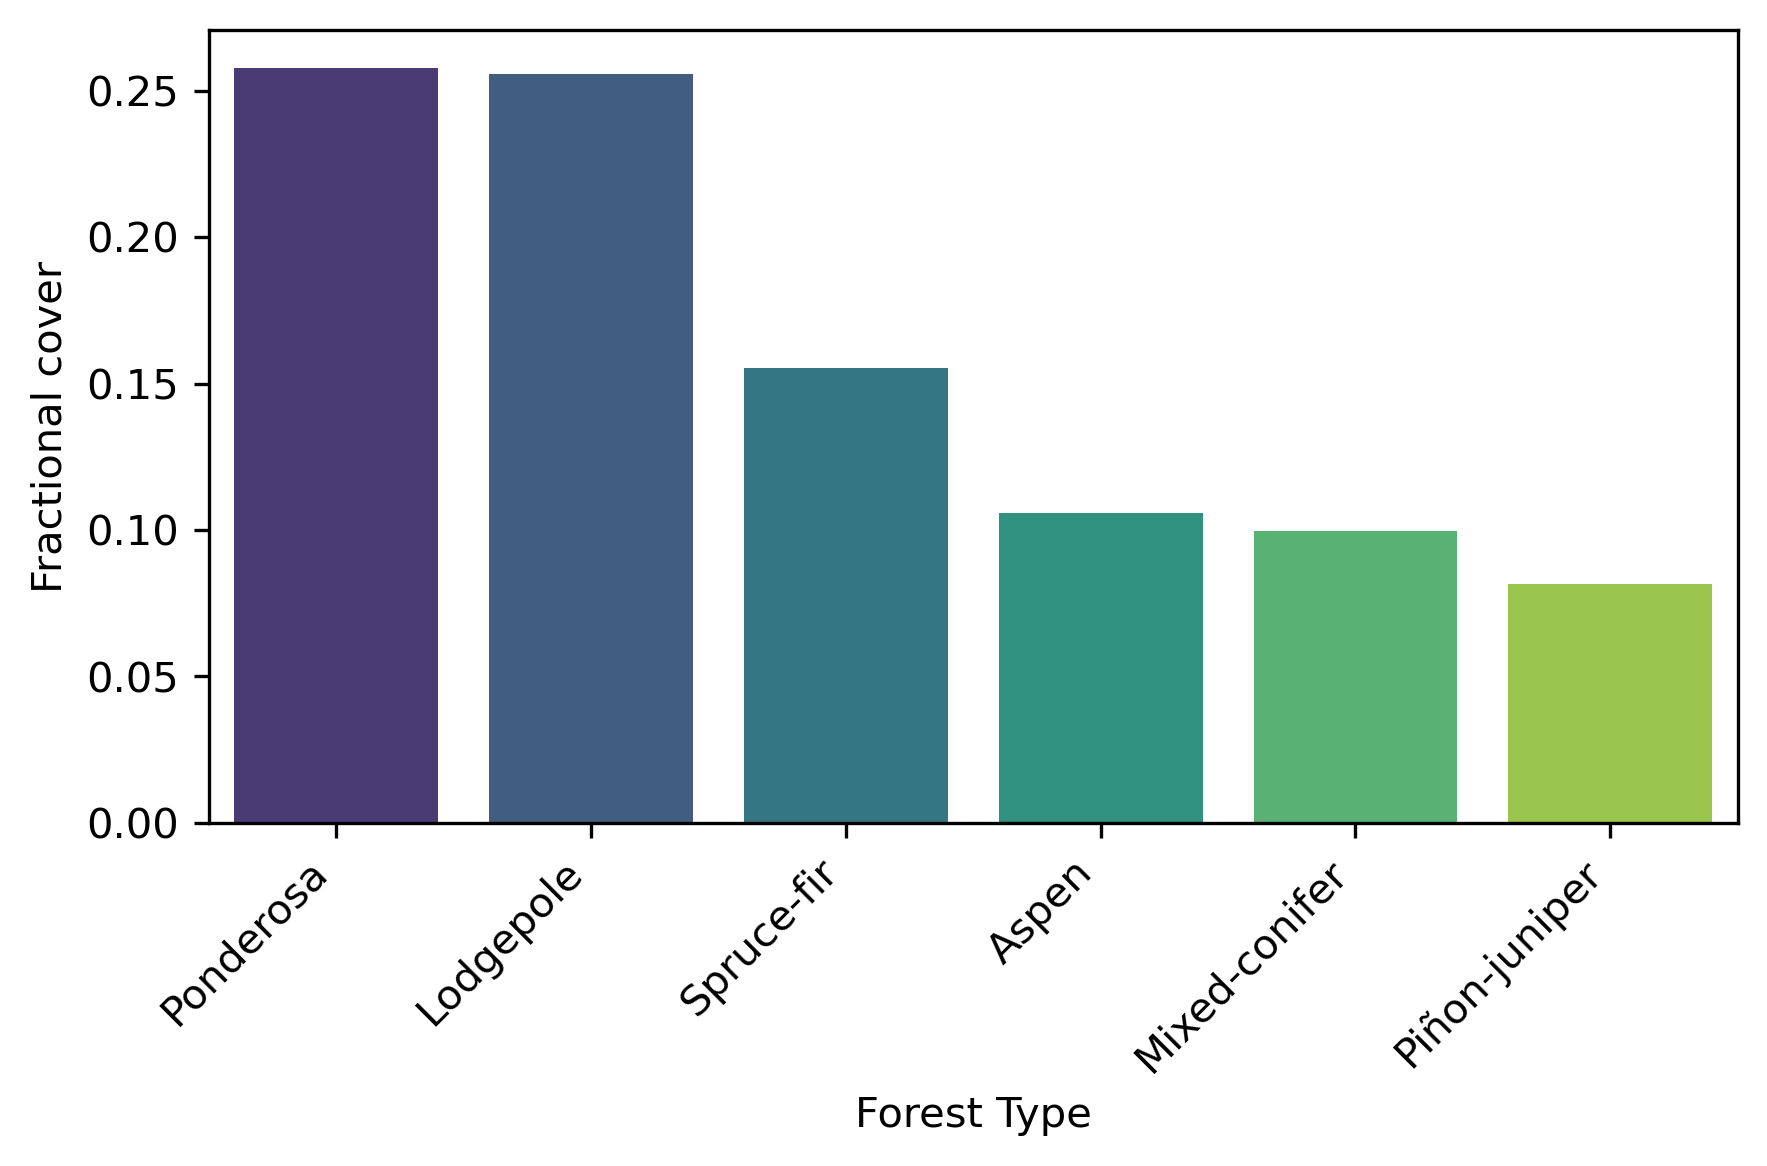 0.25
0.20
0.15
0.10
0.05
0.00
Fractional cover
Ponderosa
Lodgepole
Spruce-fir
Aspen
Mixed-conifer
Piñon-juniper
Forest Type